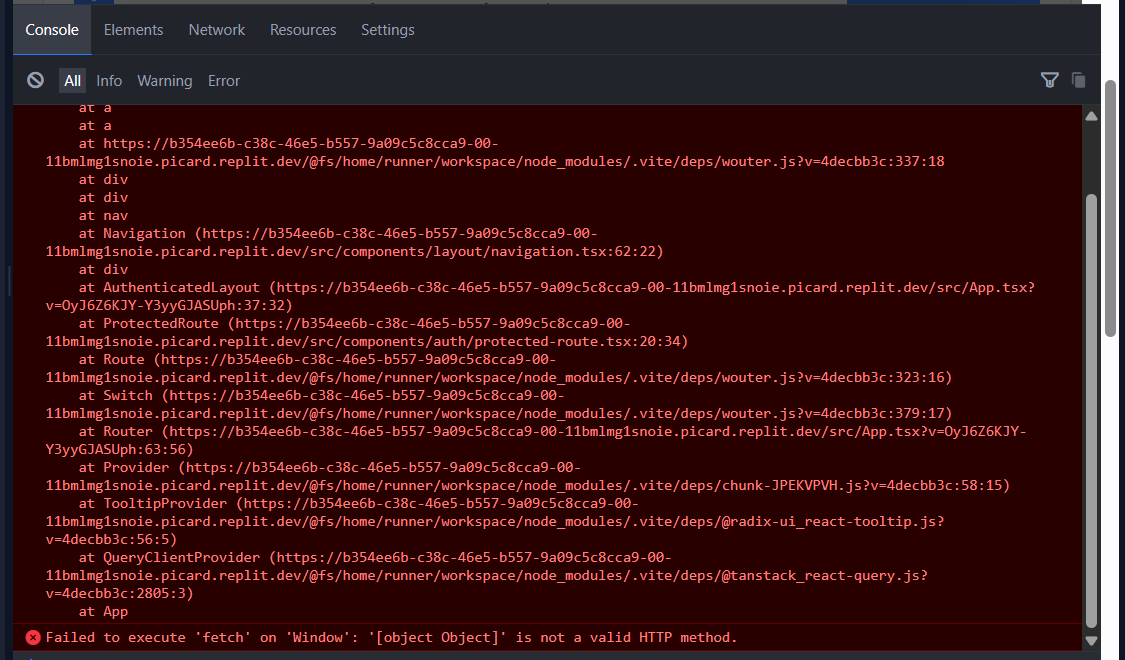 Console Elements Network Resources Settings
All Info Warning Error
at a
at a
at https://b354ee6b-c38c-46e5-b557-9a09c5c8cca9-00-
11bmlmg1snoie.picard.replit.dev/@fs/home/runner/workspace/node_modules/.vite/deps/wouter.js?v=4decbb3c:337:18
at div
at div
at nav
at Navigation (https://b354ee6b-c38c-46e5-b557-9a09c5c8cca9-00-
11bmlmg1snoie.picard.replit.dev/src/components/layout/navigation.tsx:62:22)
at div
at AuthenticatedLayout (https://b354ee6b-c38c-46e5-b557-9a09c5c8cca9-00-11bmlmg1snoie.picard.replit.dev/src/App.tsx?
v=OyJ6Z6KJY-Y3yyGJASUph:37:32)
at ProtectedRoute (https://b354ee6b-c38c-46e5-b557-9a09c5c8cca9-00-
11bmlmg1snoie.picard.replit.dev/src/components/auth/protected-route.tsx:20:34)
at Route (https://b354ee6b-c38c-46e5-b557-9a09c5c8cca9-00-
11bmlmg1snoie.picard.replit.dev/@fs/home/runner/workspace/node_modules/.vite/deps/wouter.js?v=4decbb3c:323:16)
at Switch (https://b354ee6b-c38c-46e5-b557-9a09c5c8cca9-00-
11bmlmg1snoie.picard.replit.dev/@fs/home/runner/workspace/node_modules/.vite/deps/wouter.js?v=4decbb3c:379:17)
at Router (https://b354ee6b-c38c-46e5-b557-9a09c5c8cca9-00-11bmlmg1snoie.picard.replit.dev/src/App.tsx?v=OyJ6Z6KJY-
Y3yyGJASUph:63:56)
at Provider (https://b354ee6b-c38c-46e5-b557-9a09c5c8cca9-00-
11bmlmg1snoie.picard.replit.dev/@fs/home/runner/workspace/node_modules/.vite/deps/chunk-JPEKVPVH.js?v=4decbb3c:58:15)
at TooltipProvider (https://b354ee6b-c38c-46e5-b557-9a09c5c8cca9-00-
11bmlmg1snoie.picard.replit.dev/@fs/home/runner/workspace/node_modules/.vite/deps/@radix-ui_react-tooltip.js?
v=4decbb3c:56:5)
at QueryClientProvider (https://b354ee6b-c38c-46e5-b557-9a09c5c8cca9-00-
11bmlmg1snoie.picard.replit.dev/@fs/home/runner/workspace/node_modules/.vite/deps/@tanstack_react-query.js?
v=4decbb3c:2805:3)
at App
Failed to execute 'fetch' on 'Window': '[object Object]' is not a valid HTTP method.